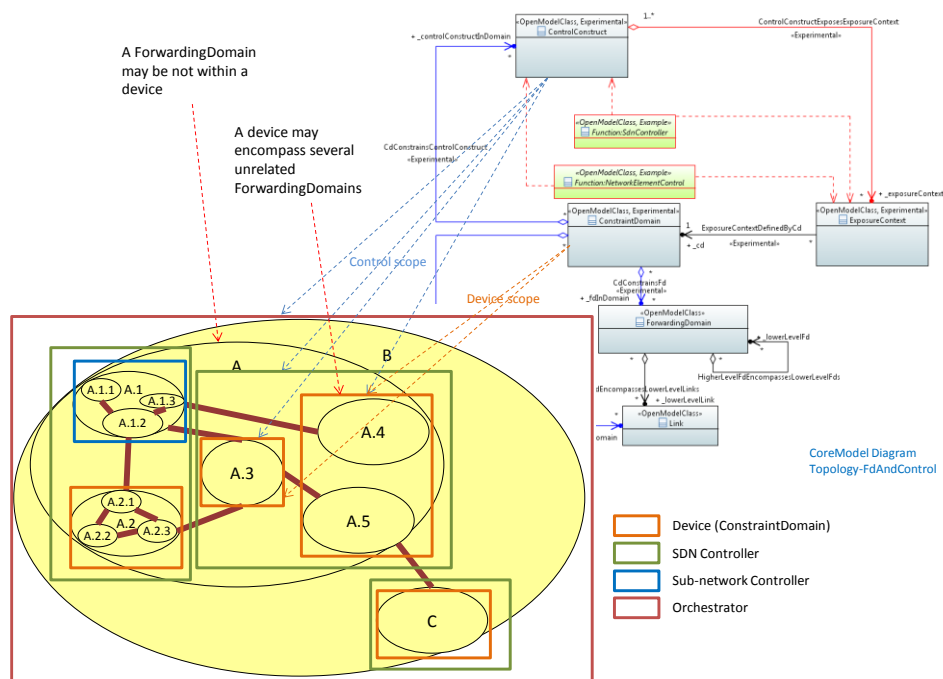 A ForwardingDomain
may be not within a
device
A device may
encompass several
unrelated
ForwardingDomains
«OpenModelClass, Experimental»
ControlConstruct
1..*
ControlConstructExposesExposureContext
«Experimental»
+ _controlConstructInDomain
*
«OpenModelClass, Example»
Function:SdnController
CdConstrainsControlConstruct
«Experimental»
«OpenModelClass, Example»
Function:NetworkElementControl
*
+ _exposureContext
«OpenModelClass, Experimental»
ConstraintDomain
ExposureContextDefinedByCd
1
+ _cd
«Experimental»
*
«OpenModelClass, Experimental»
ExposureContext
*
*
*
CdConstrainsFd
«Experimental»
+ _fdInDomain
*
«OpenModelClass»
ForwardingDomain
+ _lowerLevelFd
*
*
*
HigherLevelFdEncompassesLowerLevelFds
dEncompassesLowerLevelLinks
+ _lowerLevelLink
*
«OpenModelClass»
Link
omain
*
Control scope
Device scope
CoreModel Diagram
Topology-FdAndControl
A
B
A.1.1
A.1
A.1.3
A.1.2
A.4
A.3
A.2.1
A.2
A.2.2
A.2.3
A.5
C
Device (ConstraintDomain)
SDN Controller
Sub-network Controller
Orchestrator